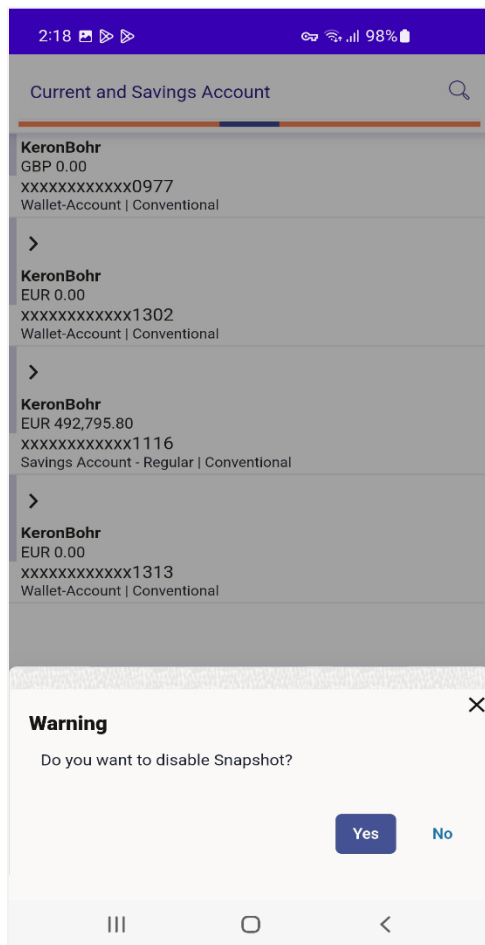 2:18 98%
Current and Savings Account
KeronBohr
GBP 0.00
xxxxxxxxxxxx0977
Wallet-Account | Conventional
KeronBohr
EUR 0.00
xxxxxxxxxxxx1302
Wallet-Account | Conventional
KeronBohr
EUR 492,795.80
xxxxxxxxxxxx1116
Savings Account - Regular | Conventional
KeronBohr
EUR 0.00
xxxxxxxxxxxx1313
Wallet-Account | Conventional
Warning
Do you want to disable Snapshot?
Yes No